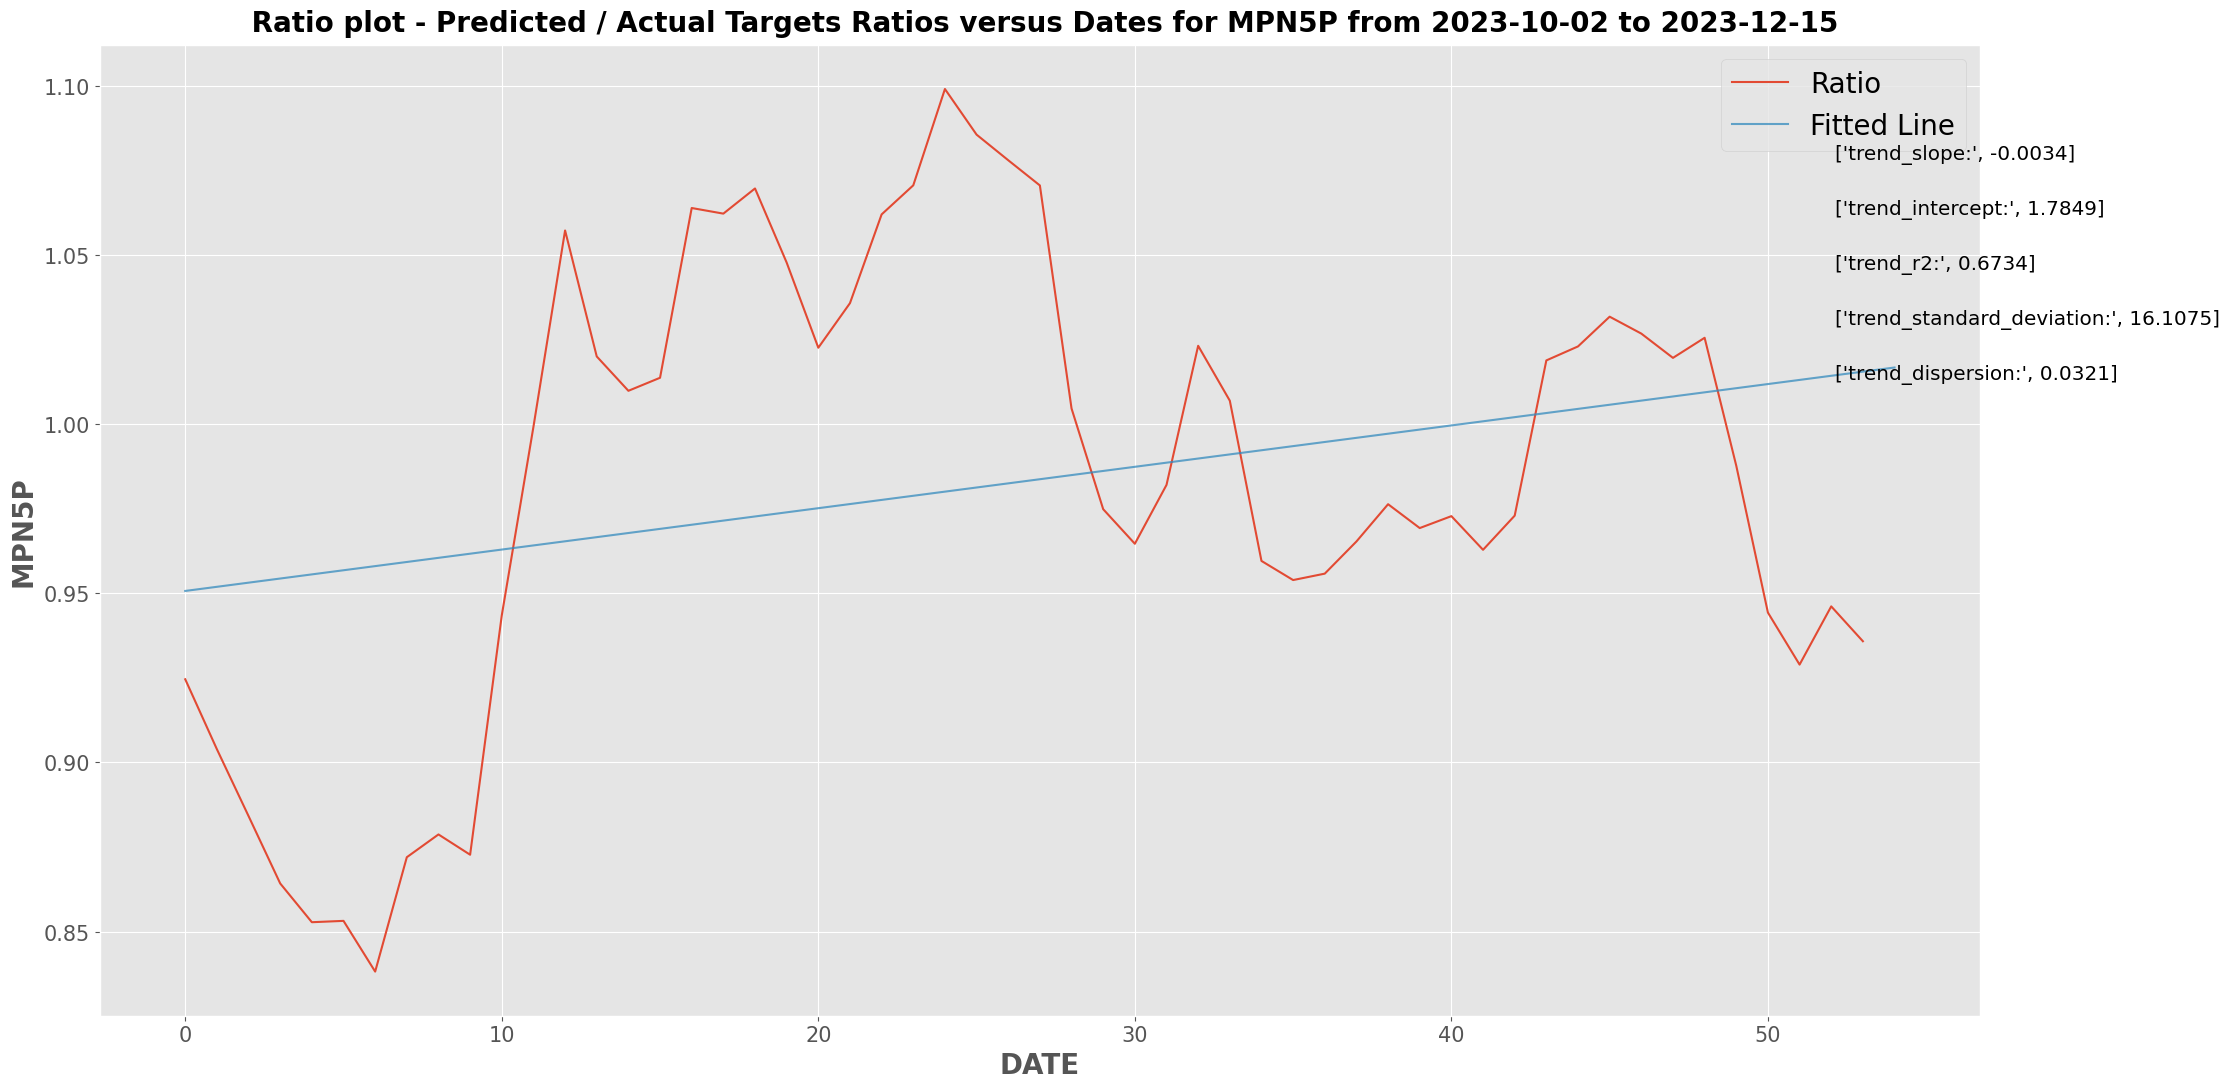 Ratio plot - Predicted / Actual Targets Ratios versus Dates for MPN5P from 2023-10-02 to 2023-12-15
Ratio
Fitted Line
['trend_slope:', -0.0034]
['trend_intercept:', 1.7849]
['trend_r2:', 0.6734]
['trend_standard_deviation:', 16.1075]
['trend_dispersion:', 0.0321]
MPN5P
1.10
1.05
1.00
0.95
0.90
0.85
0
10
20
30
40
50
DATE